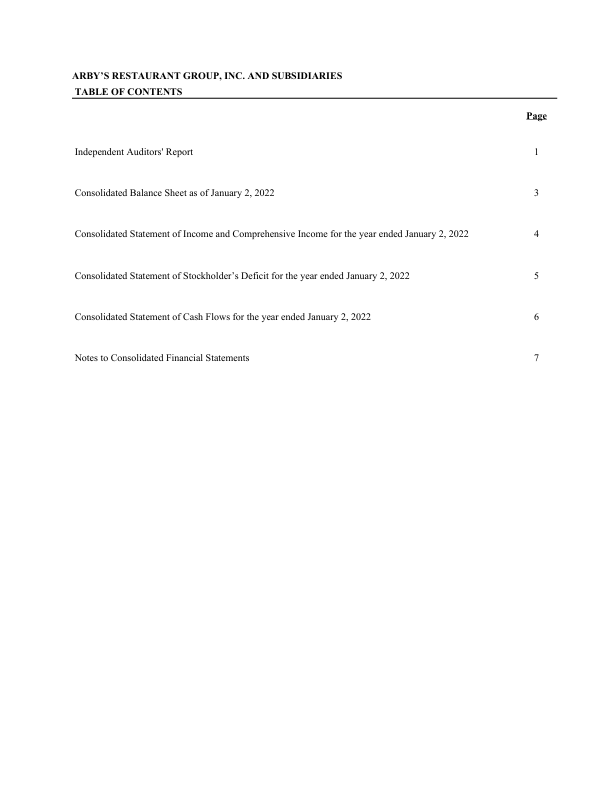 ARBY’S RESTAURANT GROUP, INC. AND SUBSIDIARIES
TABLE OF CONTENTS
Page
Independent Auditors' Report 1
Consolidated Balance Sheet as of January 2, 2022 3
Consolidated Statement of Income and Comprehensive Income for the year ended January 2, 2022 4
Consolidated Statement of Stockholder’s Deficit for the year ended January 2, 2022 5
Consolidated Statement of Cash Flows for the year ended January 2, 2022 6
Notes to Consolidated Financial Statements 7